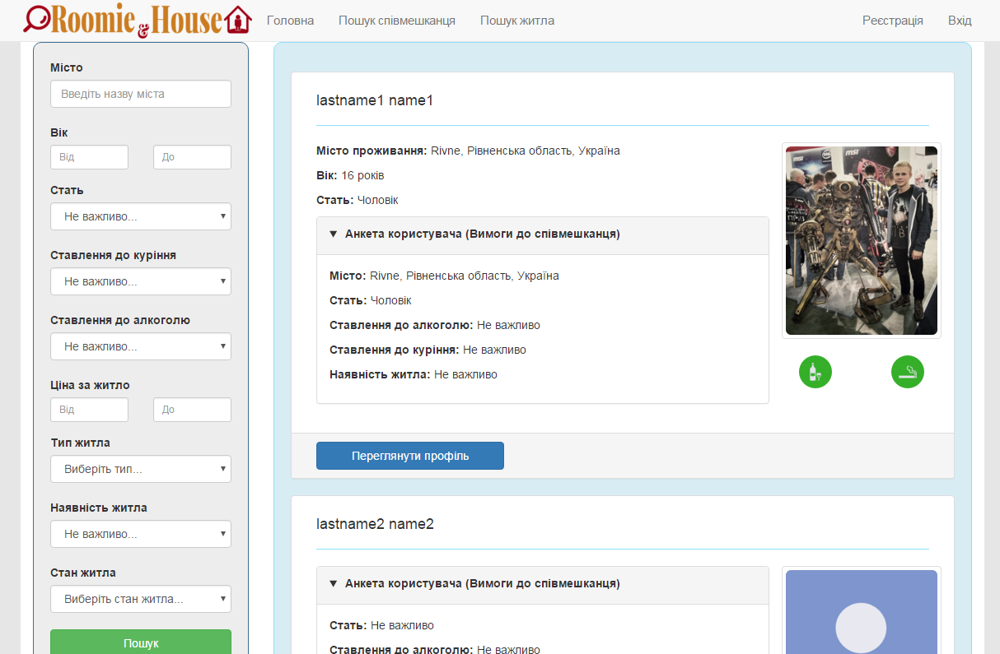 Roomie & House
Головна
Пошук співмешканця
Пошук житла
Реєстрація
Вхід
Місто
Введіть назву міста
Вік
Від
До
Стать
Не важливо...
Ставлення до куріння
Не важливо...
Ставлення до алкоголю
Не важливо...
Ціна за житло
Від
До
Тип житла
Виберіть тип...
Наявність житла
Не важливо...
Стан житла
Виберіть стан житла...
Пошук
lastname1 name1
Місто проживання: Rivne, Рівненська область, Україна
Вік: 16 років
Стать: Чоловік
▼ Анкета користувача (Вимоги до співмешканця)
Місто: Rivne, Рівненська область, Україна
Стать: Чоловік
Ставлення до алкоголю: Не важливо
Ставлення до куріння: Не важливо
Наявність житла: Не важливо
msi
msi
Переглянути профіль
lastname2 name2
▼ Анкета користувача (Вимоги до співмешканця)
Стать: Не важливо
Ставлення до алкоголю: Не важливо